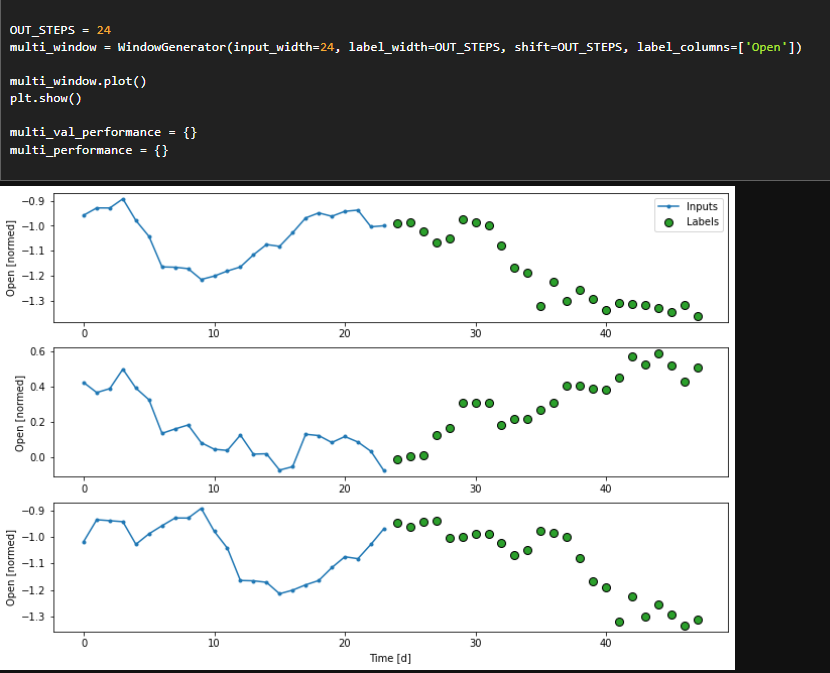 OUT_STEPS = 24
multi_window = WindowGenerator(input_width=24, label_width=OUT_STEPS, shift=OUT_STEPS, label_columns=['Open'])
multi_window.plot()
plt.show()
multi_val_performance = {}
multi_performance = {}
Open [normed]
−0.9
−1.0
−1.1
−1.2
−1.3
Inputs
Labels
0
10
20
30
40
Open [normed]
0.6
0.4
0.2
0.0
0
10
20
30
40
Open [normed]
−0.9
−1.0
−1.1
−1.2
−1.3
0
10
20
30
40
Time [d]